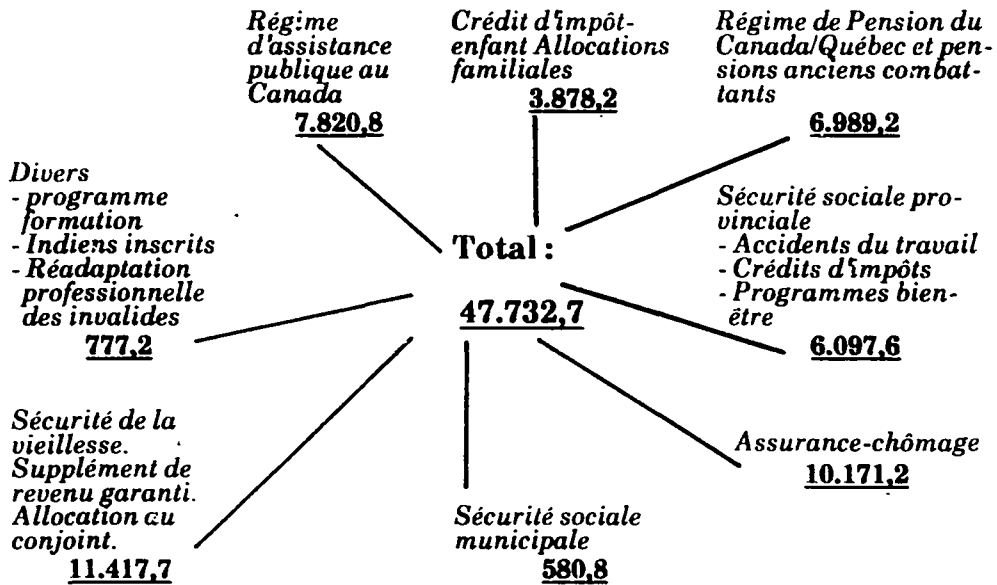 Régime
d'assistance
publique au
Canada
7.820,8
Crédit d'impôt-
enfant Allocations
familiales
3.878,2
Régime de Pension du
Canada/Québec et pen-
sions anciens combat-
tants
6.989,2
Divers
- programme
formation
- Indiens inscrits
- Réadaptation
professionnelle
des invalides
777,2
Total :
47.732,7
Sécurité sociale pro-
vinciale
- Accidents du travail
- Crédits d'impôts
- Programmes bien-
être
6.097,6
Sécurité de la
vieillesse.
Supplément de
revenu garanti.
Allocation au
conjoint.
11.417,7
Sécurité sociale
municipale
580,8
Assurance-chômage
10.171,2